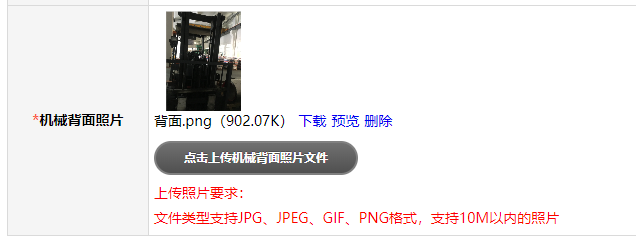 *机械背面照片
背面.png（902.07K） 下载 预览 删除
点击上传机械背面照片文件
上传照片要求：
文件类型支持JPG、JPEG、GIF、PNG格式，支持10M以内的照片